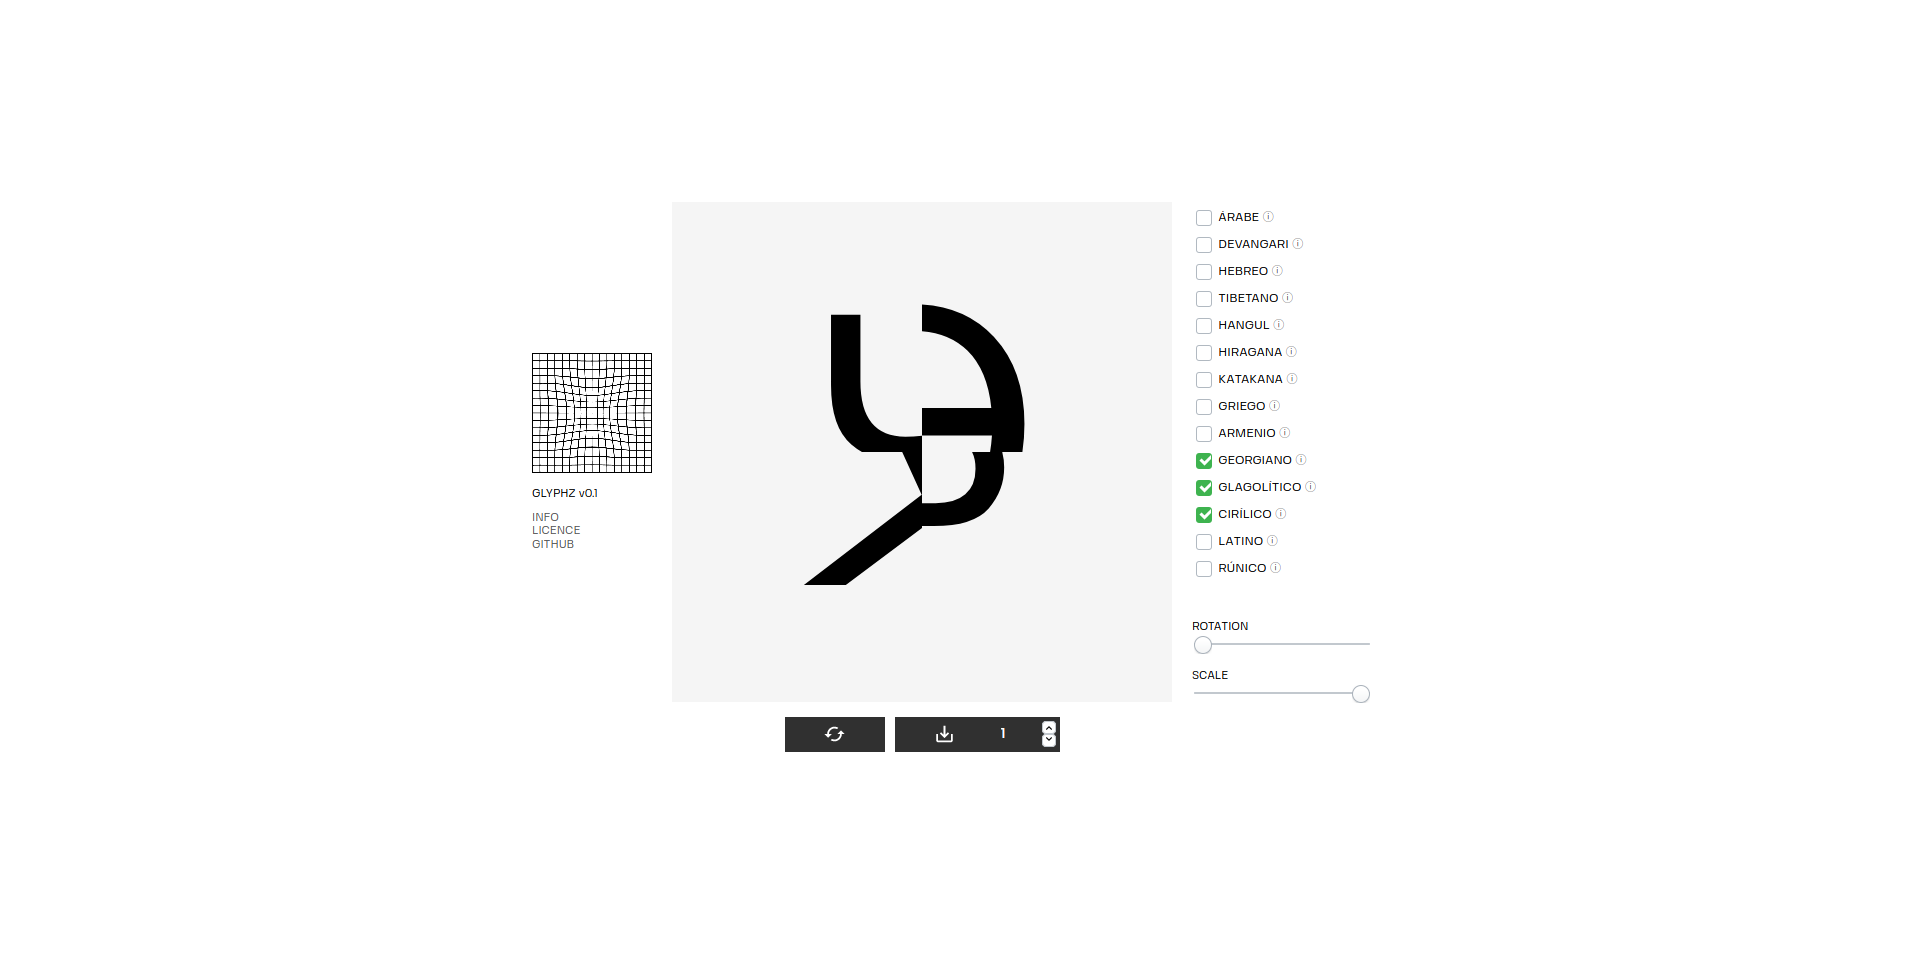 GLYPHZ v0.1
INFO
LICENCE
GITHUB
1
ÁRABE
DEVANGARI
HEBREO
TIBETANO
HANGUL
HIRAGANA
KATAKANA
GRIEGO
ARMENIO
GEORGIANO
GLAGOLÍTICO
CIRÍLICO
LATINO
RÚNICO
ROTATION
SCALE